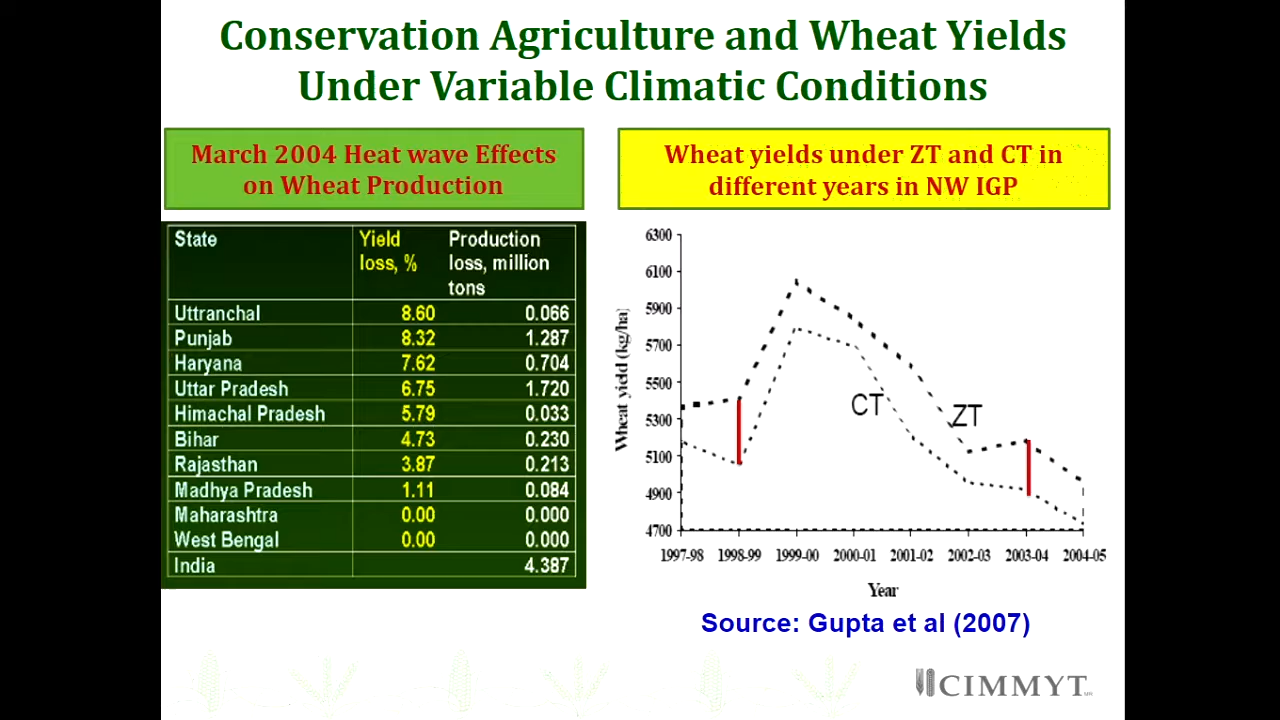 Conservation Agriculture and Wheat Yields
Under Variable Climatic Conditions
March 2004 Heat wave Effects
on Wheat Production
State Yield loss, % Production loss, million tons
Uttranchal 8.60 0.066
Punjab 8.32 1.287
Haryana 7.62 0.704
Uttar Pradesh 6.75 1.720
Himachal Pradesh 5.79 0.033
Bihar 4.73 0.230
Rajasthan 3.87 0.213
Madhya Pradesh 1.11 0.084
Maharashtra 0.00 0.000
West Bengal 0.00 0.000
India 4.387
Wheat yields under ZT and CT in
different years in NW IGP
Wheat yield (kg/ha)
6300
6100
5900
5700
5500
5300
5100
4900
4700
CT
ZT
1997-98 1998-99 1999-00 2000-01 2001-02 2002-03 2003-04 2004-05
Year
Source: Gupta et al (2007)
CIMMYT